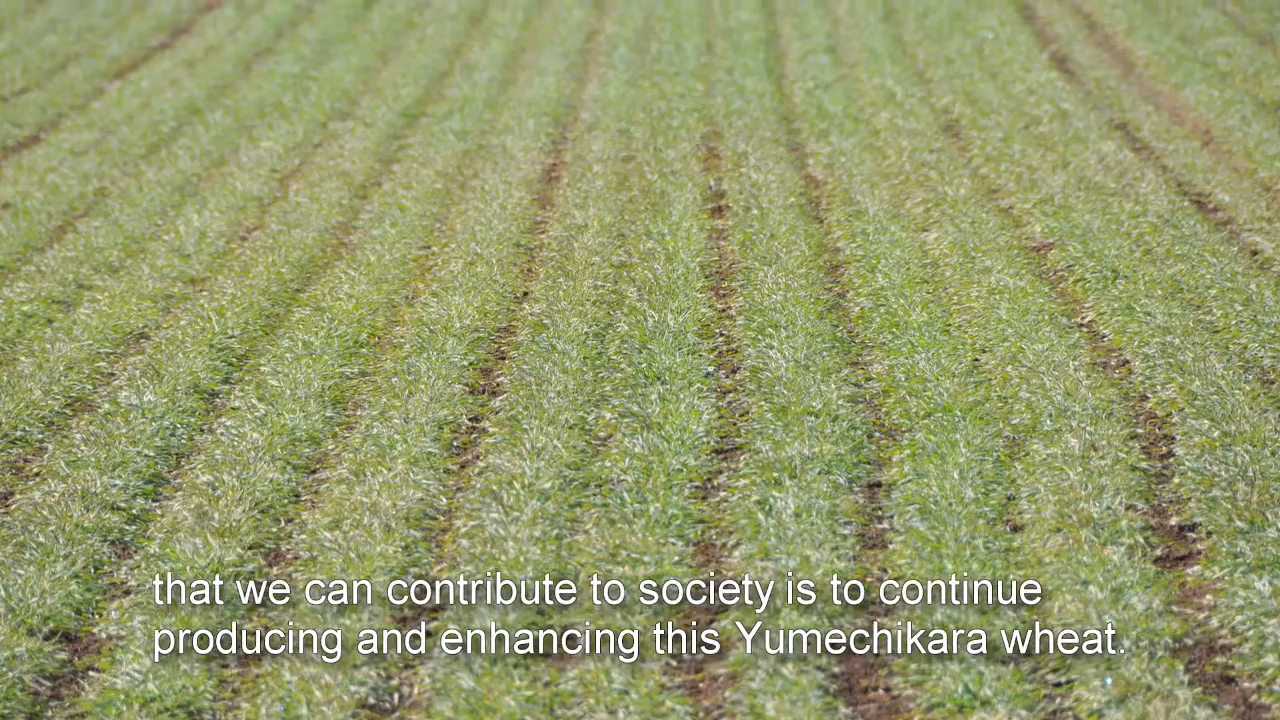 that we can contribute to society is to continue
producing and enhancing this Yumechikara wheat.